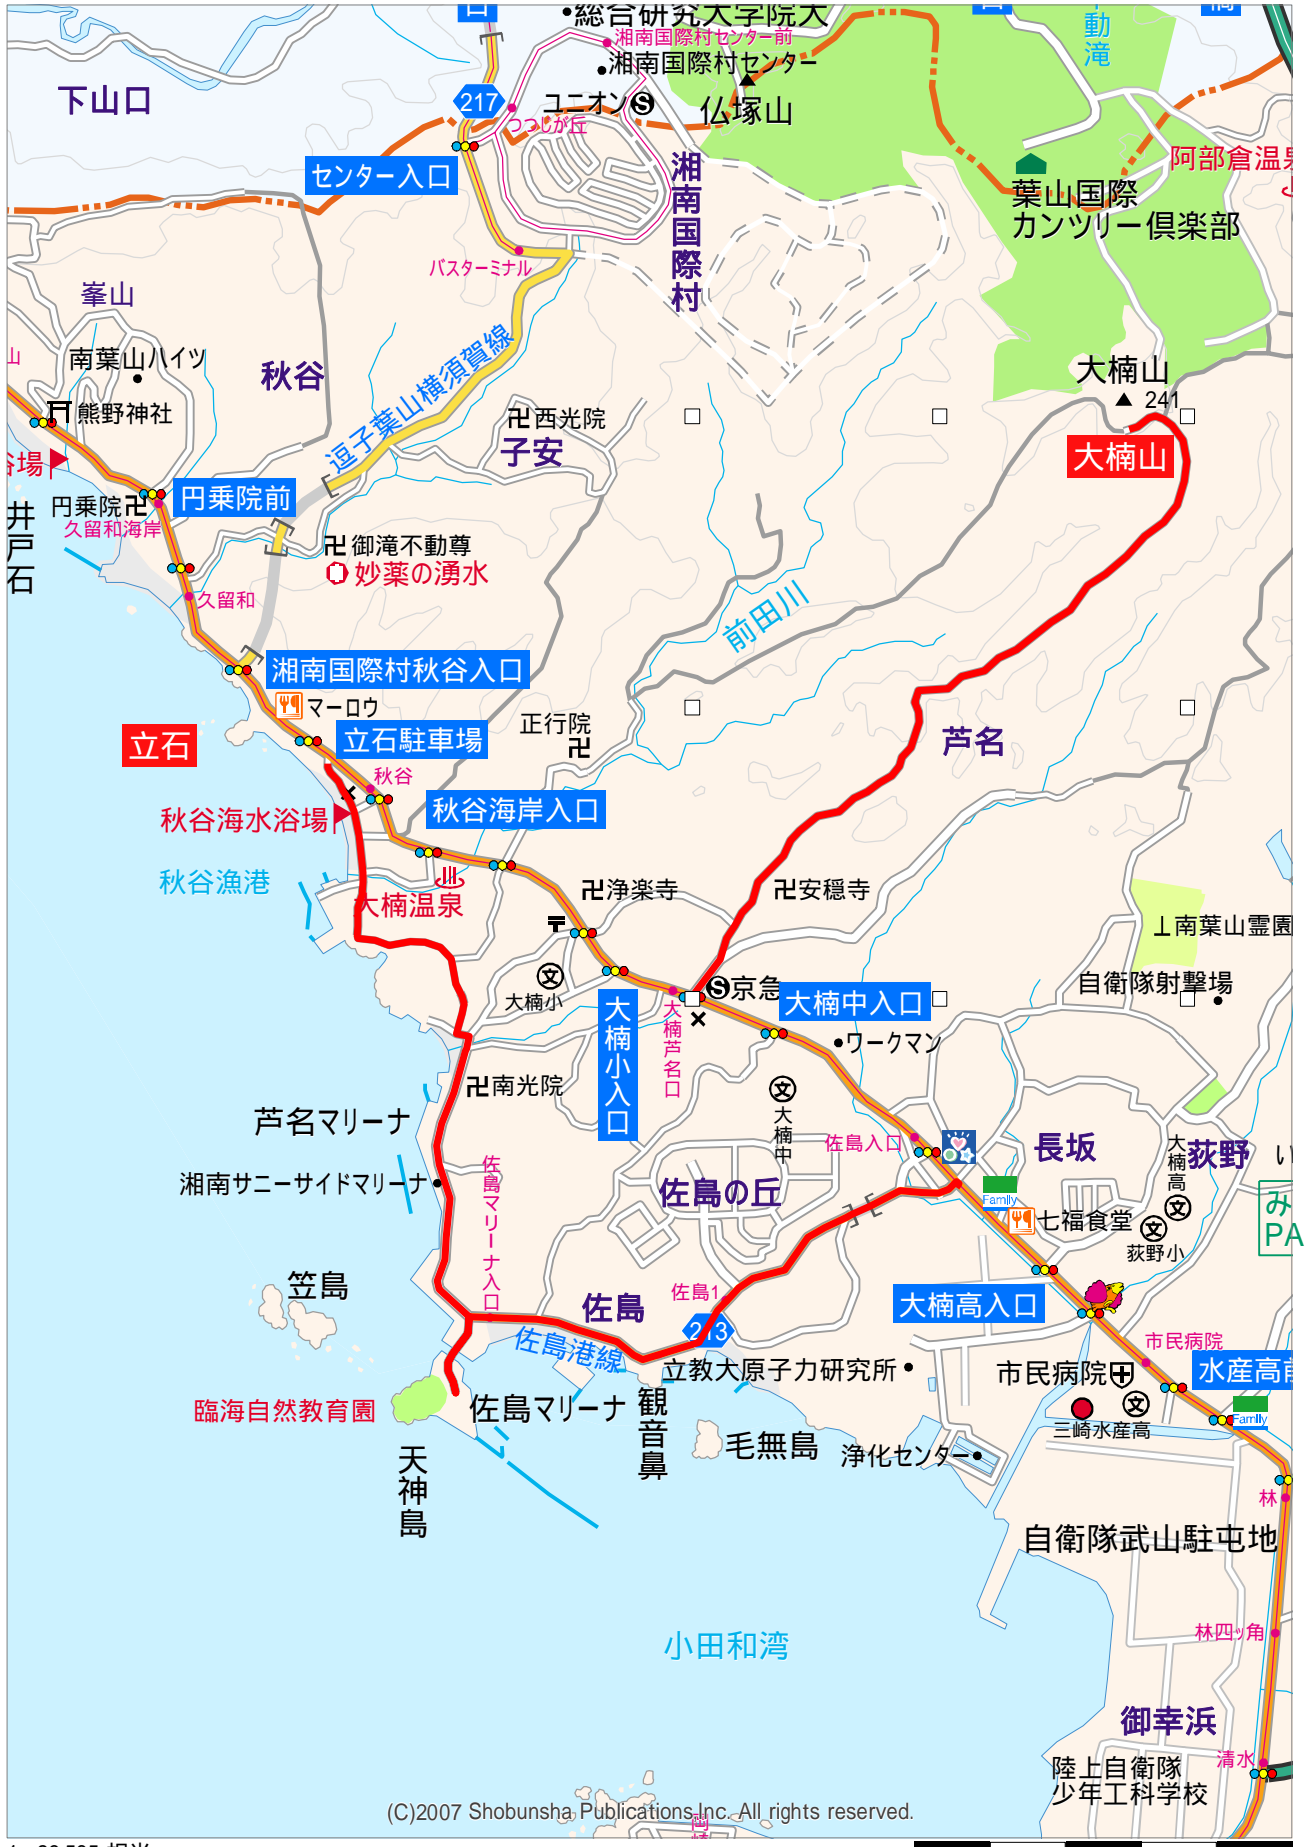 総合研究大学院大
湘南国際村センター前
湘南国際村センター
動滝
下山口
217
ユニオン
S
つつじが丘
仏塚山
センター入口
湘南国際村
阿部倉温泉
葉山国際
カンツリー倶楽部
バスターミナル
峯山
山
南葉山ハイツ
秋谷
逗子葉山横須賀線
熊野神社
西光院
子安
大楠山
241
大楠山
浴場
円乗院
円乗院前
久留和海岸
井戸石
御滝不動尊
妙薬の湧水
久留和
前田川
湘南国際村秋谷入口
マーロウ
立石
立石駐車場
正行院
芦名
秋谷
秋谷海水浴場
秋谷海岸入口
秋谷漁港
大楠温泉
浄楽寺
安穏寺
南葉山霊園
文
大楠小
S京急
大楠中入口
自衛隊射撃場
大楠小入口
大楠芦名口
ワークマン
南光院
文
大楠中
芦名マリーナ
佐島入口
長坂
大楠高
荻野
い
湘南サニーサイドマリーナ
佐島マリーナ入口
佐島の丘
Family
七福食堂
文
文
荻野小
み
PA
笠島
佐島
佐島1
大楠高入口
213
佐島港線
立教大原子力研究所
市民病院
市民病院
水産高前
臨海自然教育園
佐島マリーナ
観音鼻
文
三崎水産高
Family
天神島
毛無島
浄化センター
林
自衛隊武山駐屯地
小田和湾
林四ッ角
御幸浜
清水
陸上自衛隊
少年工科学校
(C)2007 Shobunsha Publications,Inc. All rights reserved.